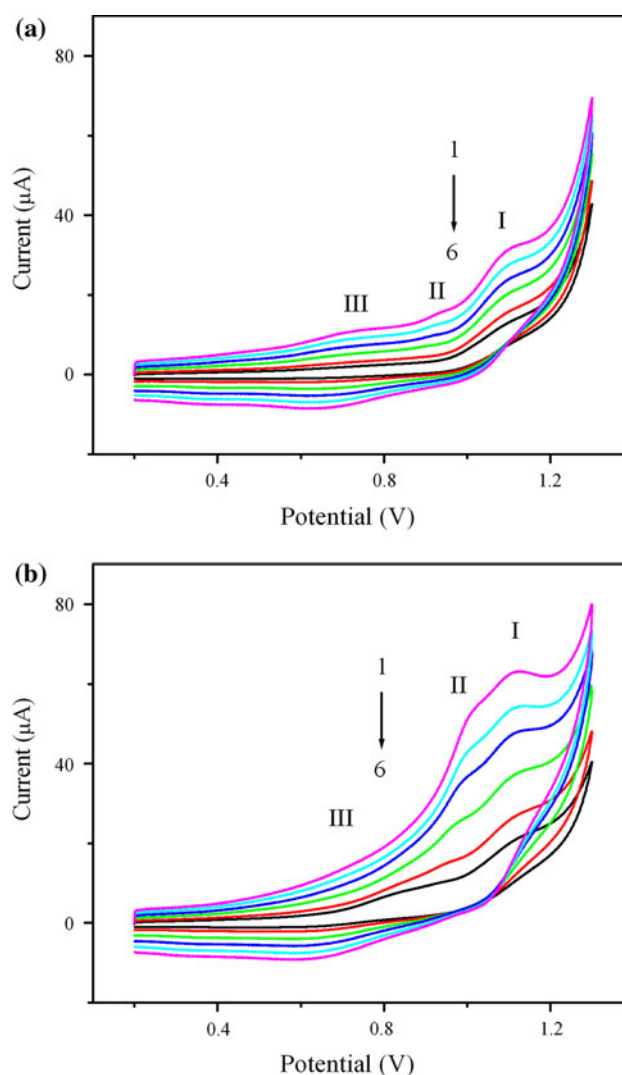 (a)
80
1
I
40
6
II
III
0
0.4 0.8 1.2
Current (μA)
Potential (V)
(b)
80
I
1
II
40
6
III
0
0.4 0.8 1.2
Current (μA)
Potential (V)